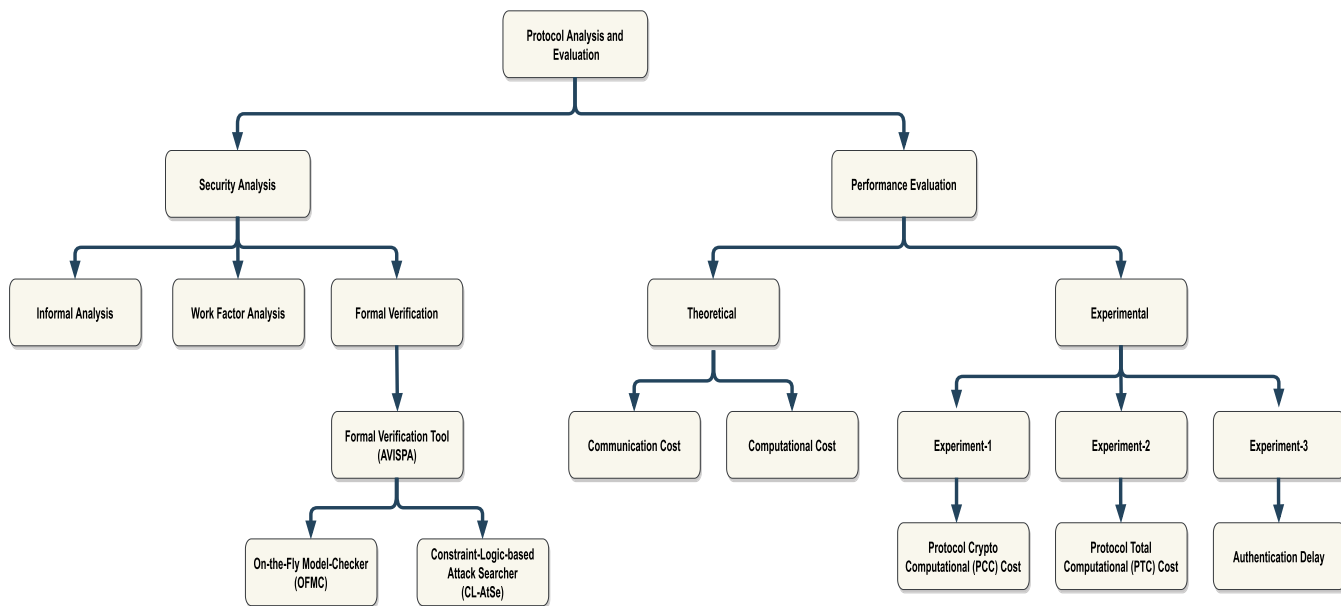 Protocol Analysis and
Evaluation
Security Analysis
Performance Evaluation
Informal Analysis
Work Factor Analysis
Formal Verification
Theoretical
Experimental
Formal Verification Tool
(AVISPA)
Communication Cost
Computational Cost
Experiment-1
Experiment-2
Experiment-3
On-the-Fly Model-Checker
(OFMC)
Constraint-Logic-based
Attack Searcher
(CL-AtSe)
Protocol Crypto
Computational (PCC) Cost
Protocol Total
Computational (PTC) Cost
Authentication Delay